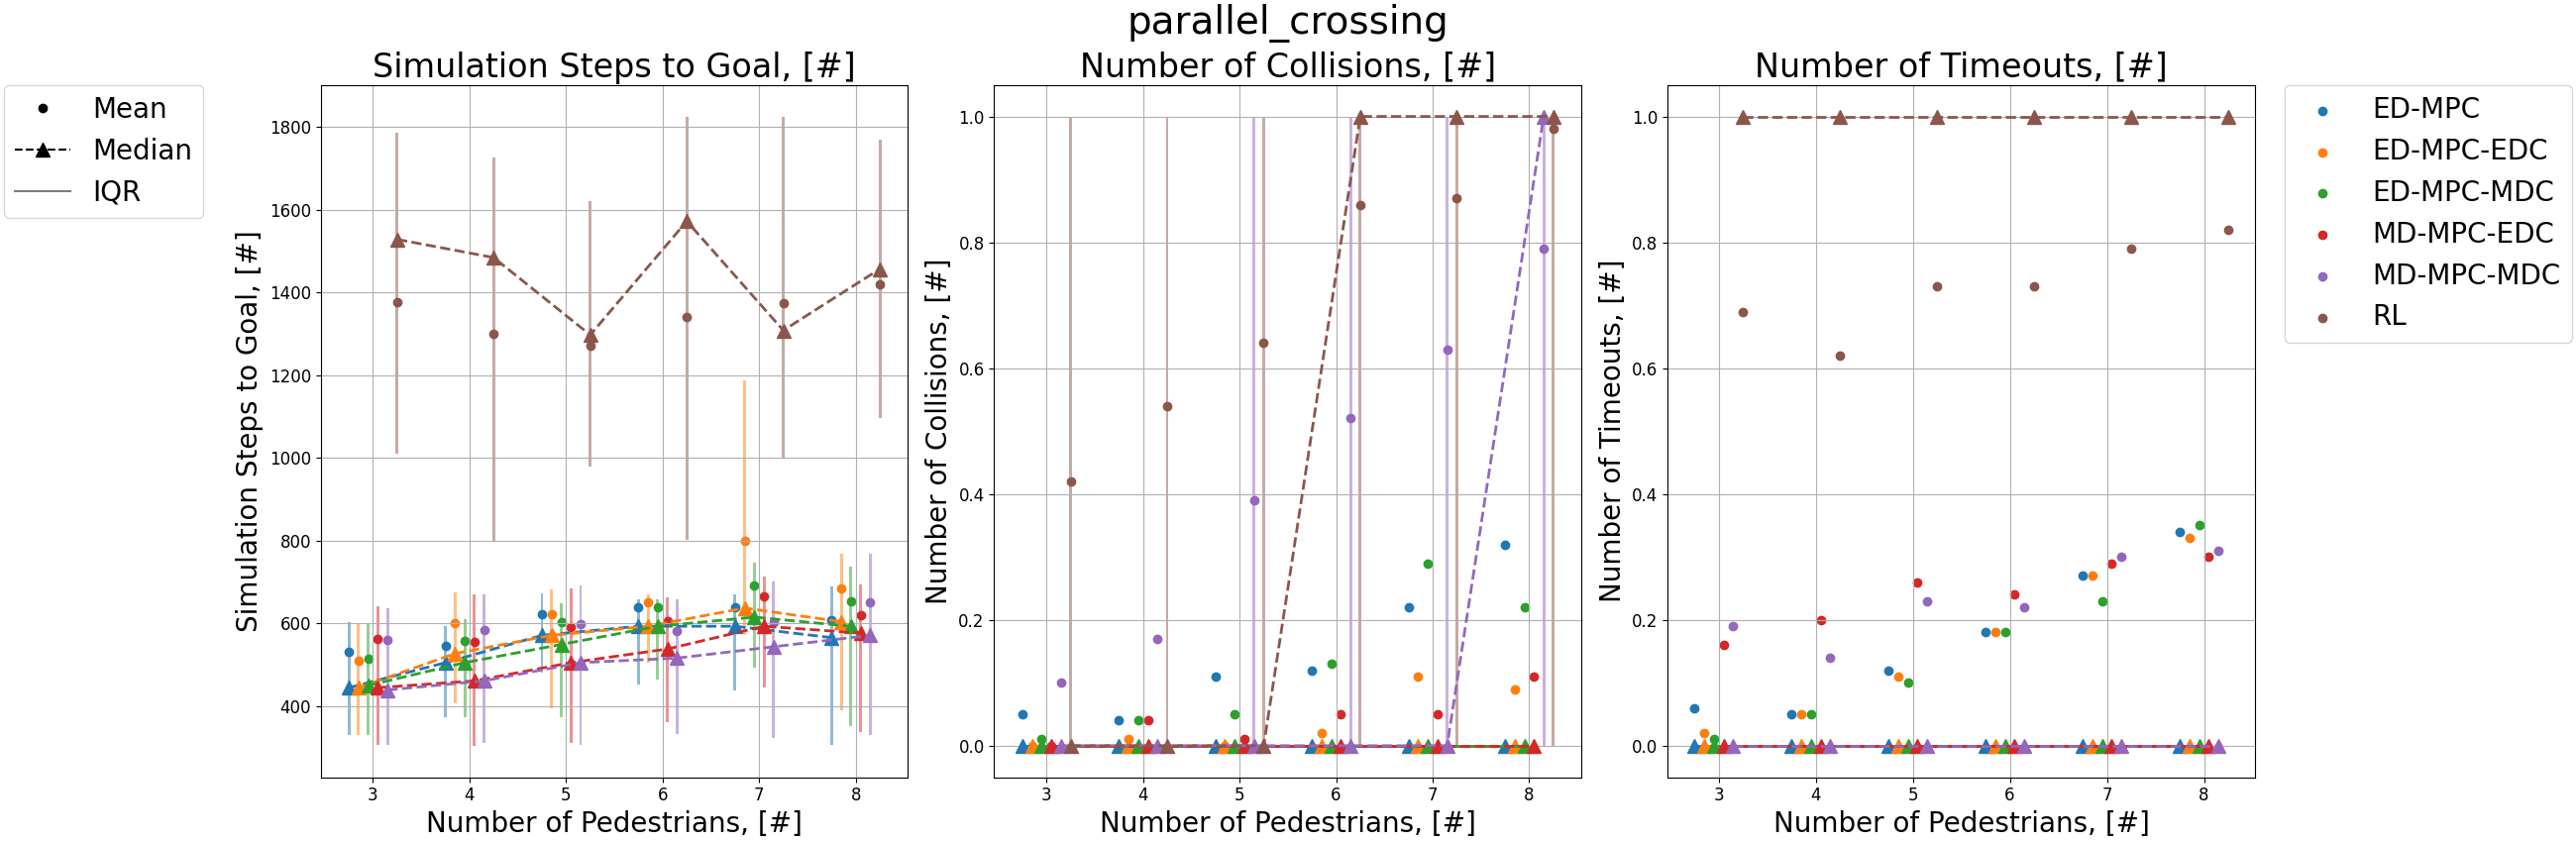 parallel_crossing
Mean
Median
IQR
Simulation Steps to Goal, [#]
Simulation Steps to Goal, [#]
1800
1600
1400
1200
1000
800
600
400
3 4 5 6 7 8
Number of Pedestrians, [#]
Number of Collisions, [#]
Number of Collisions, [#]
1.0
0.8
0.6
0.4
0.2
0.0
3 4 5 6 7 8
Number of Pedestrians, [#]
Number of Timeouts, [#]
Number of Timeouts, [#]
1.0
0.8
0.6
0.4
0.2
0.0
3 4 5 6 7 8
Number of Pedestrians, [#]
ED-MPC
ED-MPC-EDC
ED-MPC-MDC
MD-MPC-EDC
MD-MPC-MDC
RL